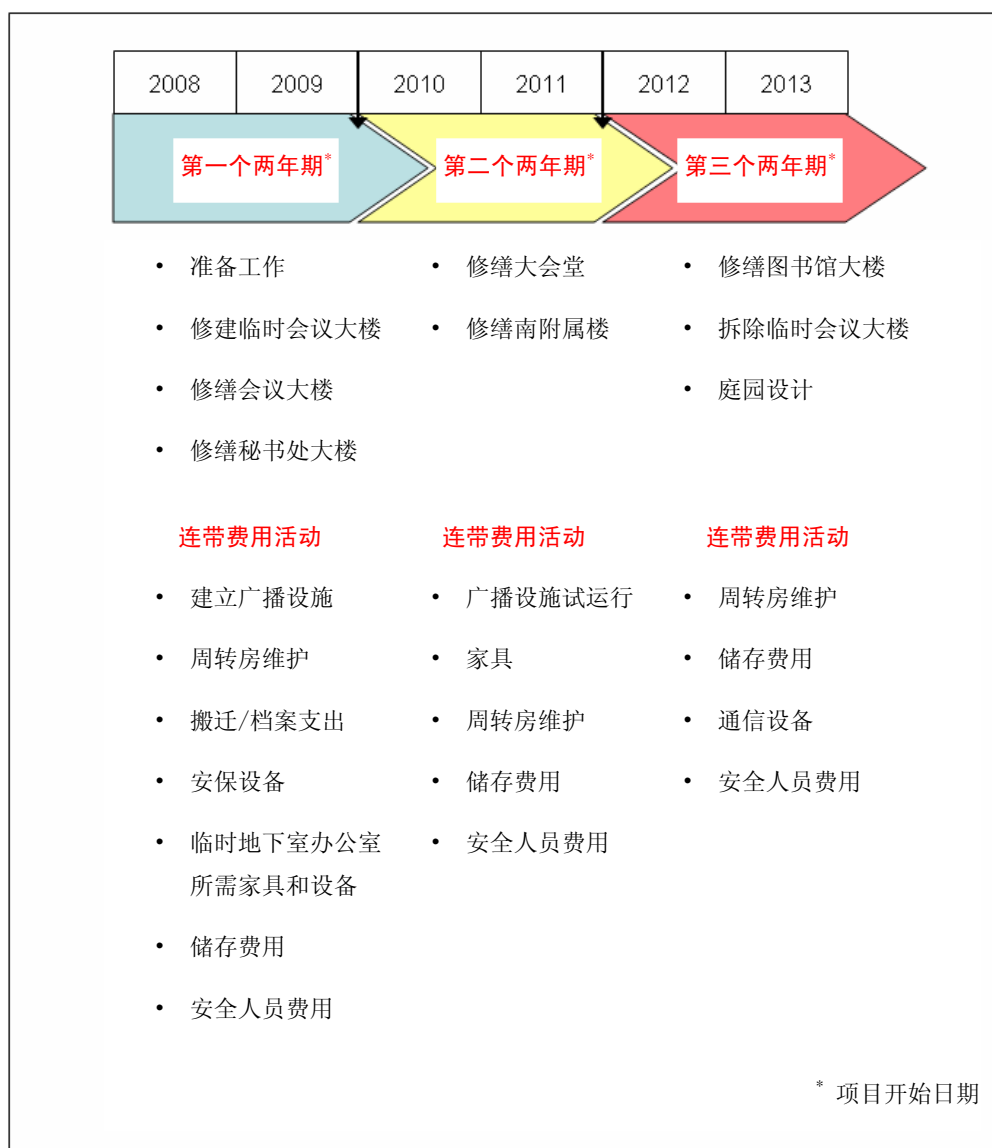 2008 2009 2010 2011 2012 2013
第一个两年期* 第二个两年期* 第三个两年期*
• 准备工作
• 修建临时会议大楼
• 修缮会议大楼
• 修缮秘书处大楼
• 修缮大会堂
• 修缮南附属楼
• 修缮图书馆大楼
• 拆除临时会议大楼
• 庭园设计
连带费用活动
• 建立广播设施
• 周转房维护
• 搬迁/档案支出
• 安保设备
• 临时地下室办公室
所需家具和设备
• 储存费用
• 安全人员费用
连带费用活动
• 广播设施试运行
• 家具
• 周转房维护
• 储存费用
• 安全人员费用
连带费用活动
• 周转房维护
• 储存费用
• 通信设备
• 安全人员费用
* 项目开始日期